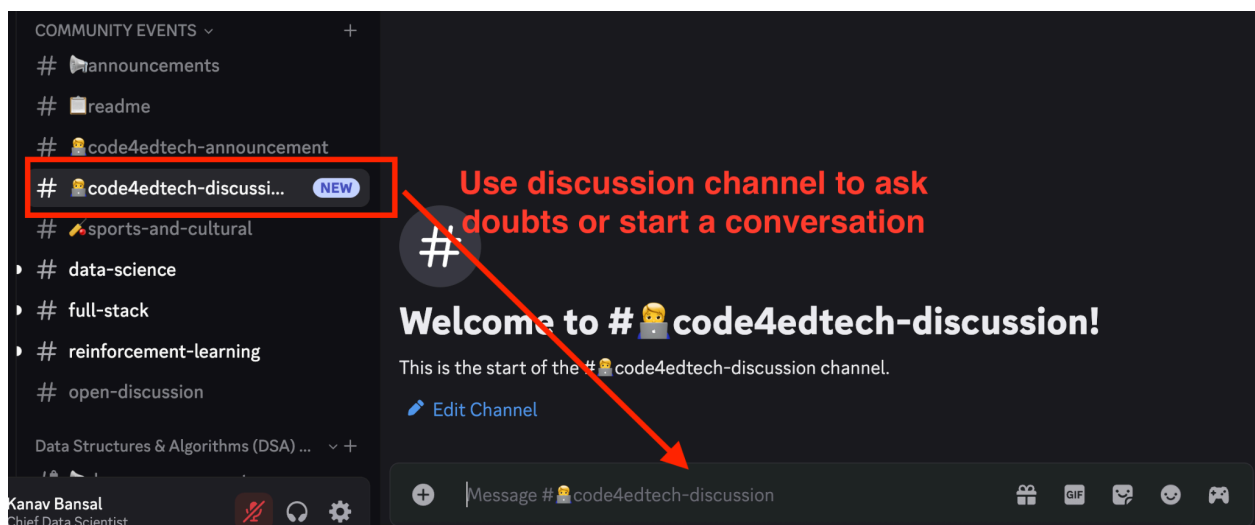 COMMUNITY EVENTS
# announcements
# readme
# code4edtech-announcement
# code4edtech-discussi... NEW
# sports-and-cultural
# data-science
# full-stack
# reinforcement-learning
# open-discussion
Data Structures & Algorithms (DSA) ...
Kanav Bansal
Chief Data Scientist
Use discussion channel to ask
doubts or start a conversation
#
Welcome to #👨‍💻code4edtech-discussion!
This is the start of the #👨‍💻code4edtech-discussion channel.
Edit Channel
Message #👨‍💻code4edtech-discussion
GIF